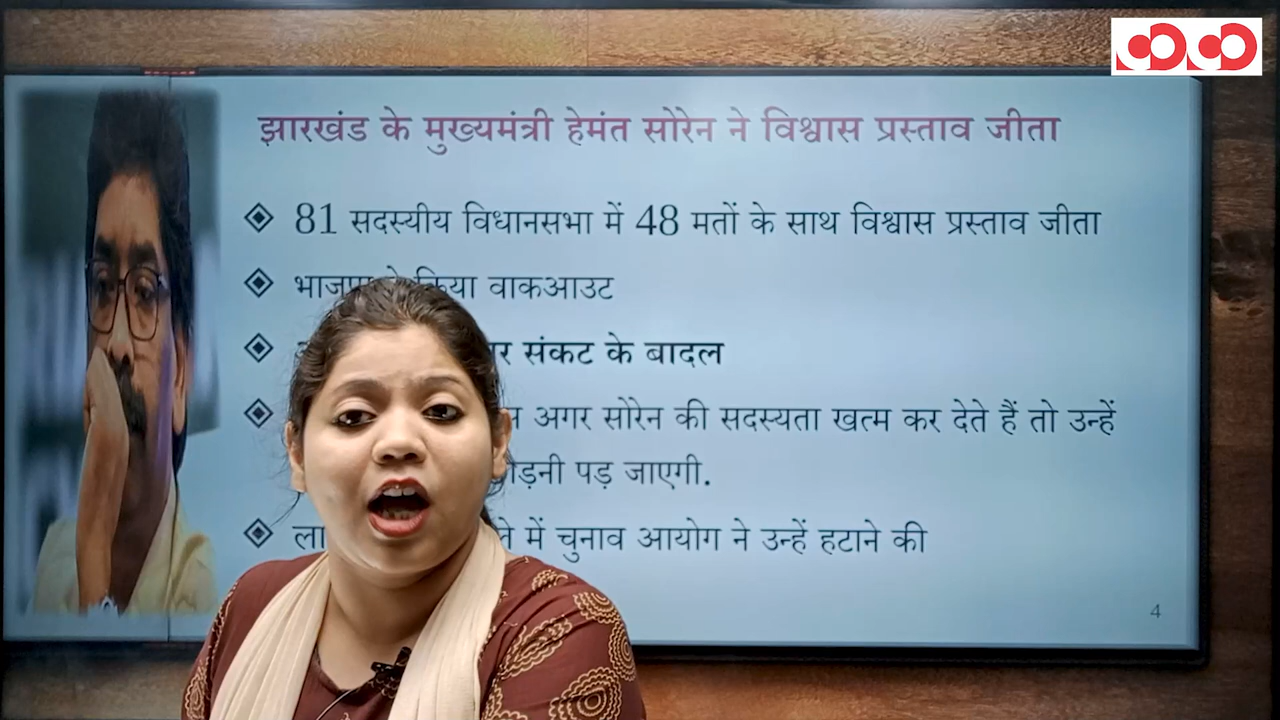 झारखंड के मुख्यमंत्री हेमंत सोरेन ने विश्वास प्रस्ताव जीता
81 सदस्यीय विधानसभा में 48 मतों के साथ विश्वास प्रस्ताव जीता
किया वाकआउट
संकट के बादल
अगर सोरेन की सदस्यता खत्म कर देते हैं तो उन्हें
पड़ जाएगी.
में चुनाव आयोग ने उन्हें हटाने की
4